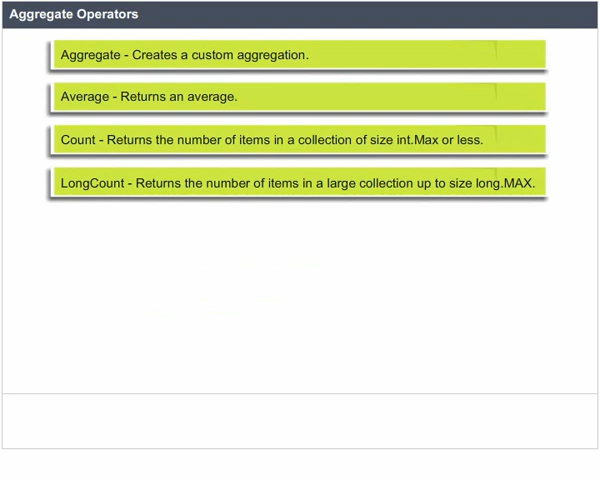 Aggregate Operators
Aggregate - Creates a custom aggregation.
Average - Returns an average.
Count - Returns the number of items in a collection of size int.Max or less.
LongCount - Returns the number of items in a large collection up to size long.MAX.